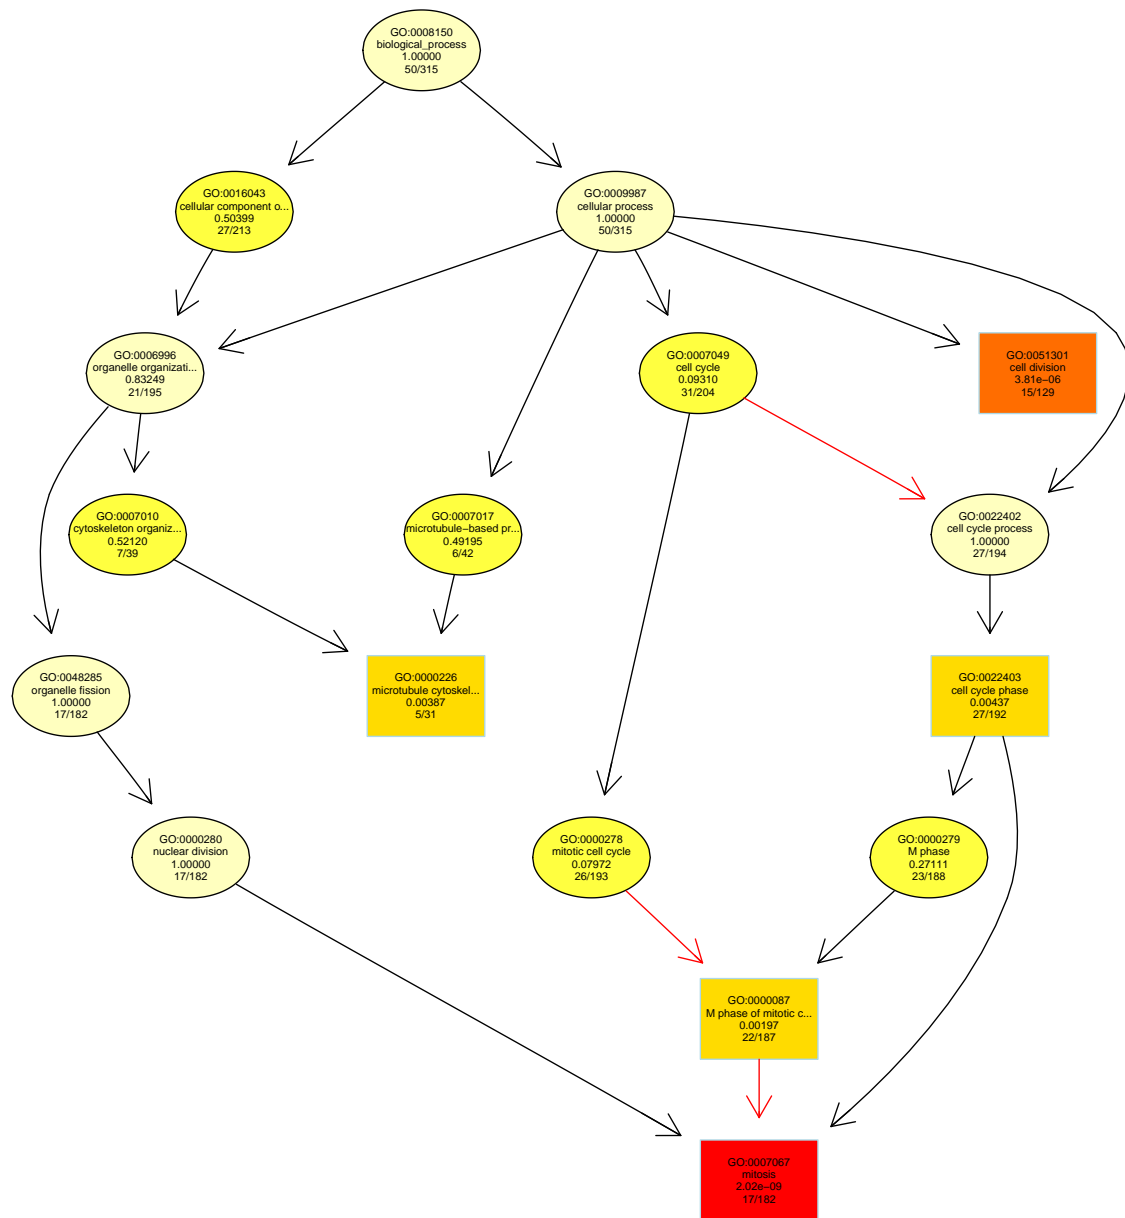 GO:0008150
biological_process
1.00000
50/315
GO:0016043
cellular component o...
0.50399
27/213
GO:0009987
cellular process
1.00000
50/315
GO:0006996
organelle organizati...
0.83249
21/195
GO:0007049
cell cycle
0.09310
31/204
GO:0051301
cell division
3.81e−06
15/129
GO:0007010
cytoskeleton organiz...
0.52120
7/39
GO:0007017
microtubule−based pr...
0.49195
6/42
GO:0022402
cell cycle process
1.00000
27/194
GO:0048285
organelle fission
1.00000
17/182
GO:0000226
microtubule cytoskel...
0.00387
5/31
GO:0022403
cell cycle phase
0.00437
27/192
GO:0000280
nuclear division
1.00000
17/182
GO:0000278
mitotic cell cycle
0.07972
26/193
GO:0000279
M phase
0.27111
23/188
GO:0000087
M phase of mitotic c...
0.00197
22/187
GO:0007067
mitosis
2.02e−09
17/182